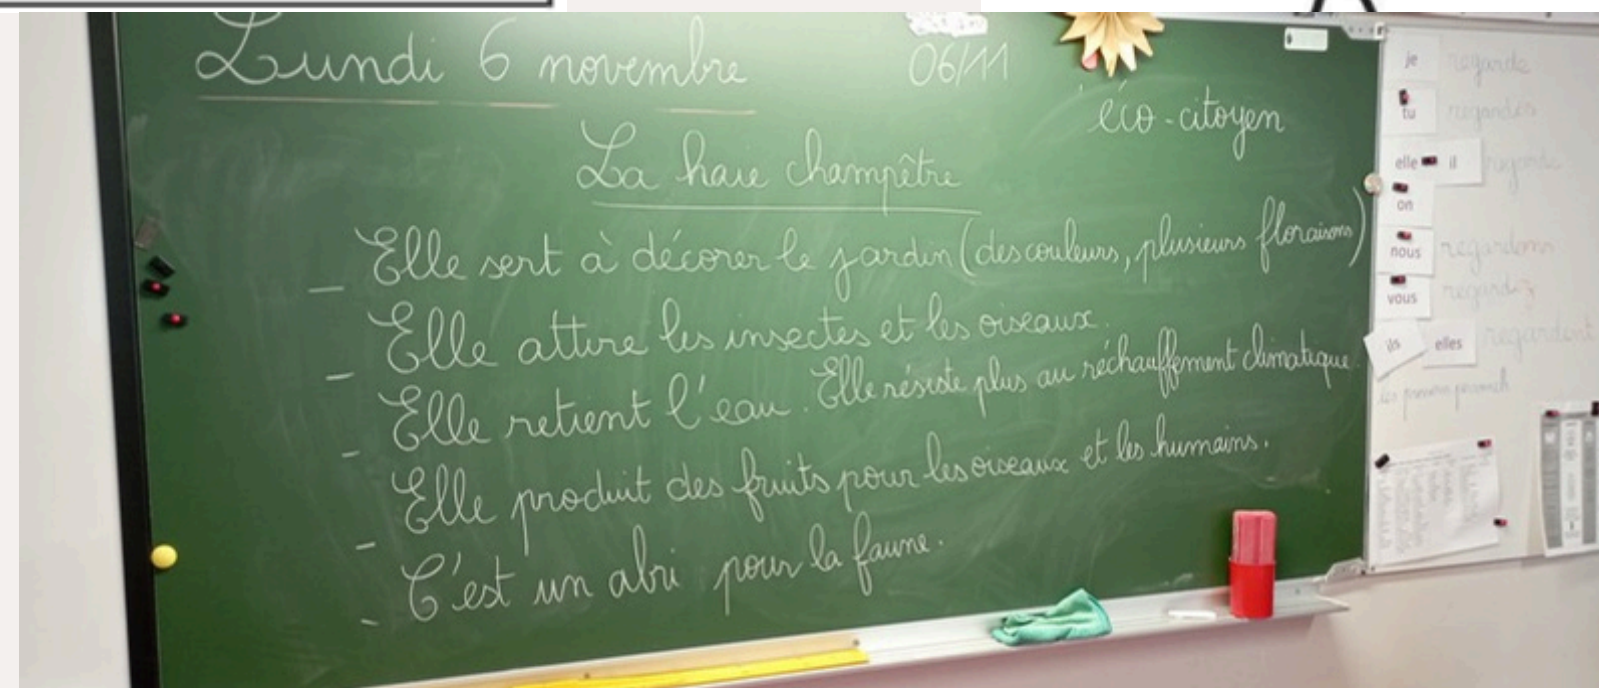 Lundi 6 novembre 06/11
éco-citoyen
La haie champêtre
_ Elle sert à décorer le jardin (des couleurs, plusieurs floraisons)
_ Elle attire les insectes et les oiseaux.
_ Elle retient l'eau. Elle résiste plus au réchauffement climatique.
_ Elle produit des fruits pour les oiseaux et les humains.
- C'est un abri pour la faune.
je regarde
tu regardes
elle il regarde
on
nous regardons
vous regardez
ils elles regardent